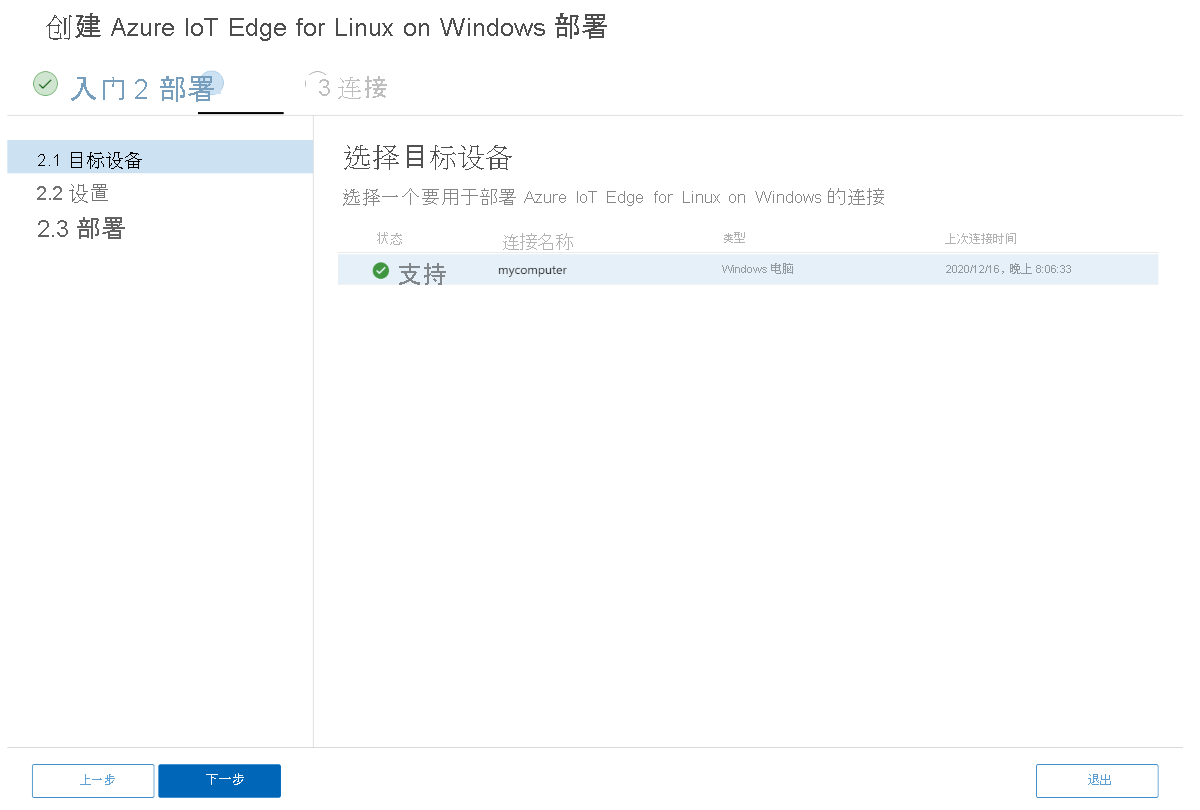 创建 Azure IoT Edge for Linux on Windows 部署
入门 2 部署 3 连接
2.1 目标设备
2.2 设置
2.3 部署
选择目标设备
选择一个要用于部署 Azure IoT Edge for Linux on Windows 的连接
状态 连接名称 类型 上次连接时间
支持 mycomputer Windows 电脑 2020/12/16，晚上 8:06:33
上一步 下一步 退出